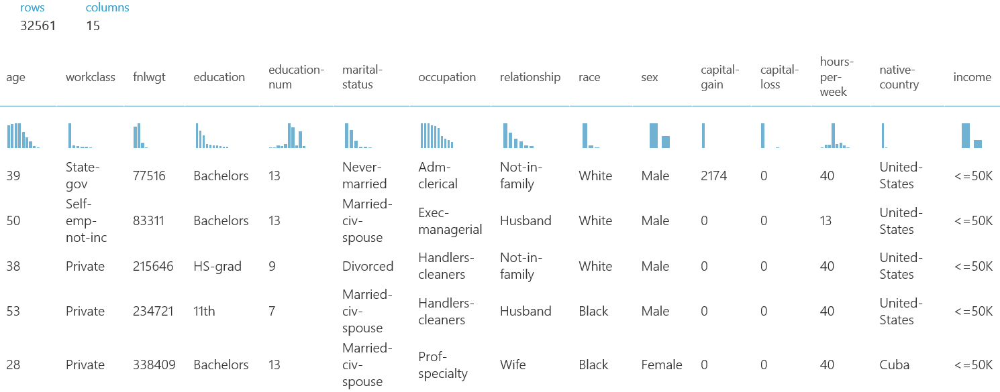 rows columns
32561 15
age workclass fnlwgt education education-num marital-status occupation relationship race sex capital-gain capital-loss hours-per-week native-country income
39 State-gov 77516 Bachelors 13 Never-married Adm-clerical Not-in-family White Male 2174 0 40 United-States <=50K
50 Self-emp-not-inc 83311 Bachelors 13 Married-civ-spouse Exec-managerial Husband White Male 0 0 13 United-States <=50K
38 Private 215646 HS-grad 9 Divorced Handlers-cleaners Not-in-family White Male 0 0 40 United-States <=50K
53 Private 234721 11th 7 Married-civ-spouse Handlers-cleaners Husband Black Male 0 0 40 United-States <=50K
28 Private 338409 Bachelors 13 Married-civ-spouse Prof-specialty Wife Black Female 0 0 40 Cuba <=50K